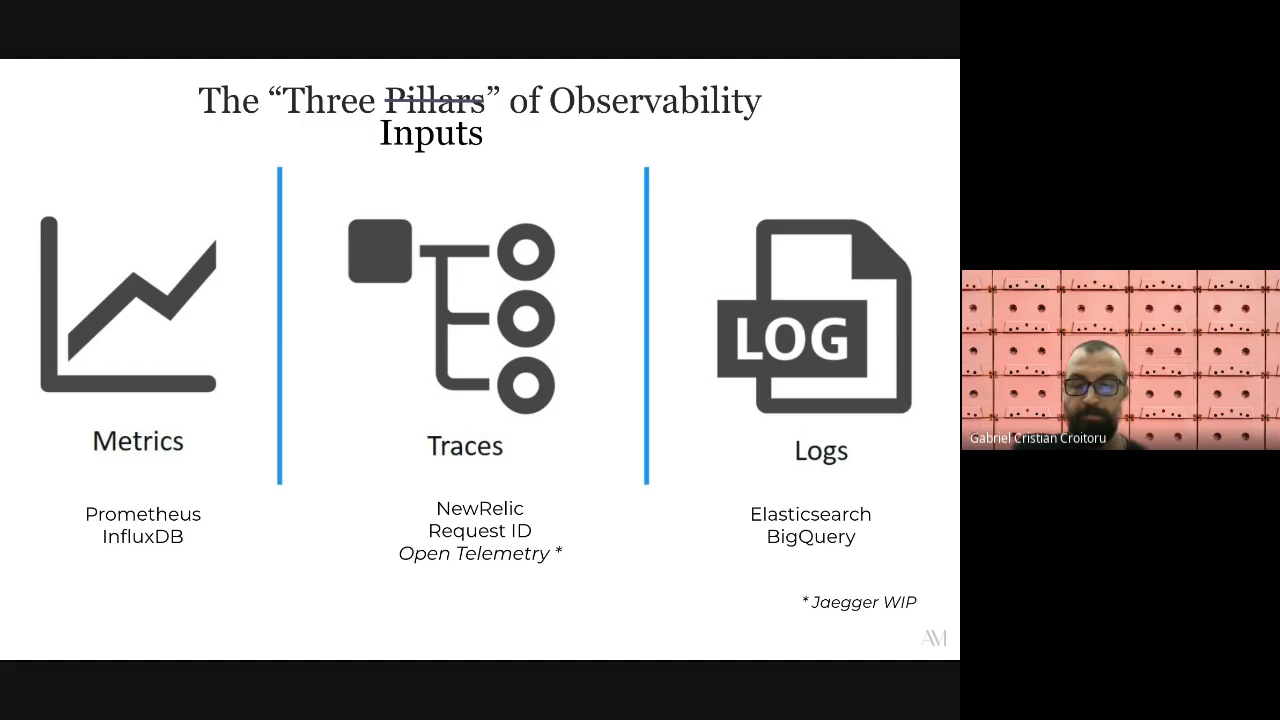 The “Three Pillars” of Observability
Inputs
Metrics
Prometheus
InfluxDB
Traces
NewRelic
Request ID
Open Telemetry *
LOG
Logs
Elasticsearch
BigQuery
* Jaegger WIP
AM
Gabriel Cristian Croitoru